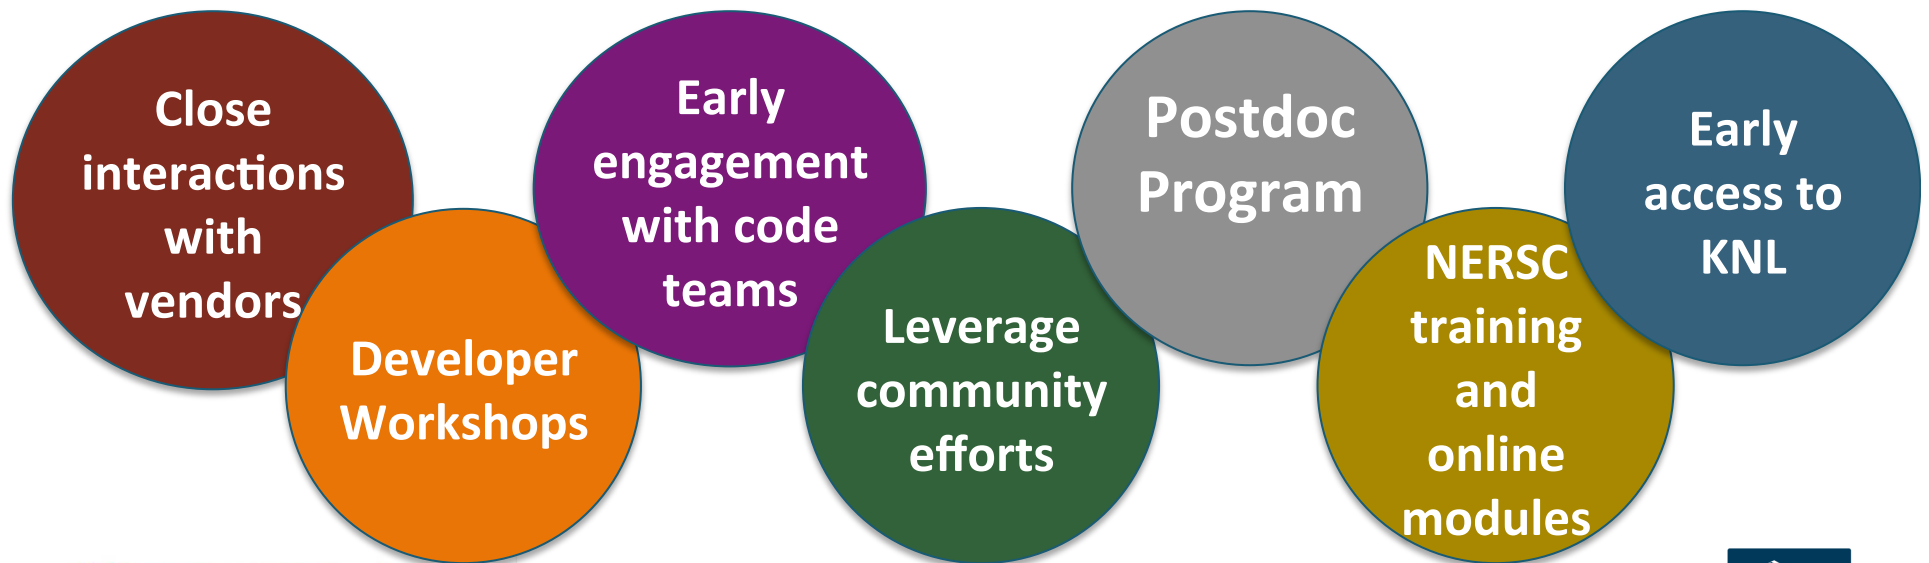 Close
interactions
with
vendors
Developer
Workshops
Early
engagement
with code
teams
Leverage
community
efforts
Postdoc
Program
NERSC
training
and
online
modules
Early
access to
KNL